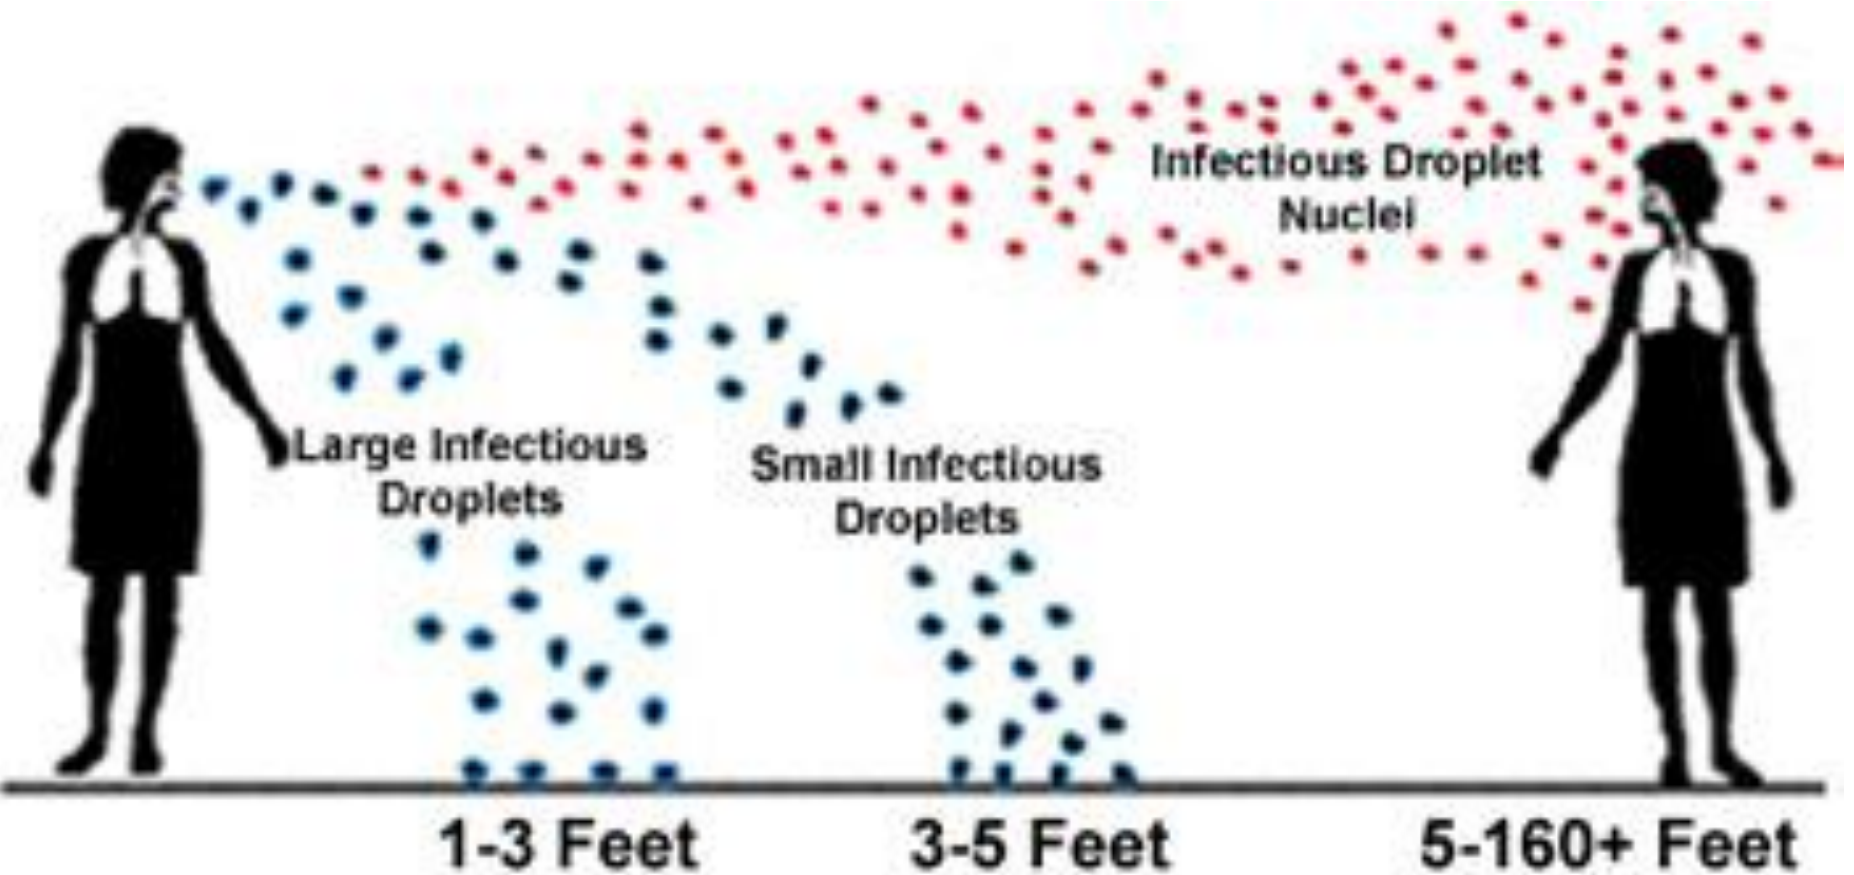 Infectious Droplet
Nuclei
Large Infectious
Droplets
Small Infectious
Droplets
1-3 Feet
3-5 Feet
5-160+ Feet